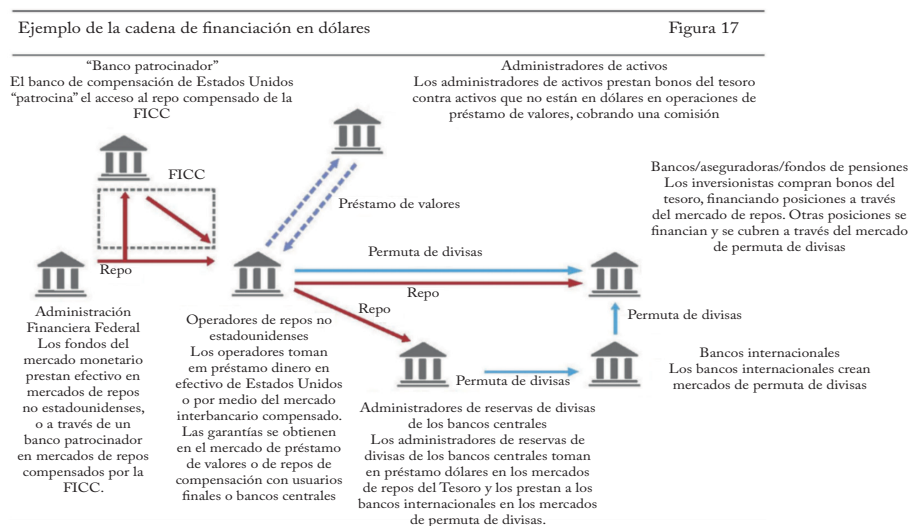 Ejemplo de la cadena de financiación en dólares
Figura 17
“Banco patrocinador”
El banco de compensación de Estados Unidos
“patrocina” el acceso al repo compensado de la
FICC
Administradores de activos
Los administradores de activos prestan bonos del tesoro
contra activos que no están en dólares en operaciones de
préstamo de valores, cobrando una comisión
FICC
Préstamo de valores
Bancos/aseguradoras/fondos de pensiones
Los inversionistas compran bonos del
tesoro, financiando posiciones a través
del mercado de repos. Otras posiciones se
financian y se cubren a través del mercado
de permuta de divisas
Repo
Permuta de divisas
Repo
Repo
Permuta de divisas
Administración
Financiera Federal
Los fondos del
mercado monetario
prestan efectivo en
mercados de repos
no estadounidenses,
o a través de un
banco patrocinador
en mercados de repos
compensados por la
FICC.
Operadores de repos no
estadounidenses
Los operadores toman
em préstamo dinero en
efectivo de Estados Unidos
o por medio del mercado
interbancario compensado.
Las garantías se obtienen
en el mercado de préstamo
de valores o de repos de
compensación con usuarios
finales o bancos centrales
Permuta de divisas
Administradores de reservas de divisas
de los bancos centrales
Los administradores de reservas de
divisas de los bancos centrales toman
en préstamo dólares en los mercados
de repos del Tesoro y los prestan a los
bancos internacionales en los mercados
de permuta de divisas.
Bancos internacionales
Los bancos internacionales crean
mercados de permuta de divisas